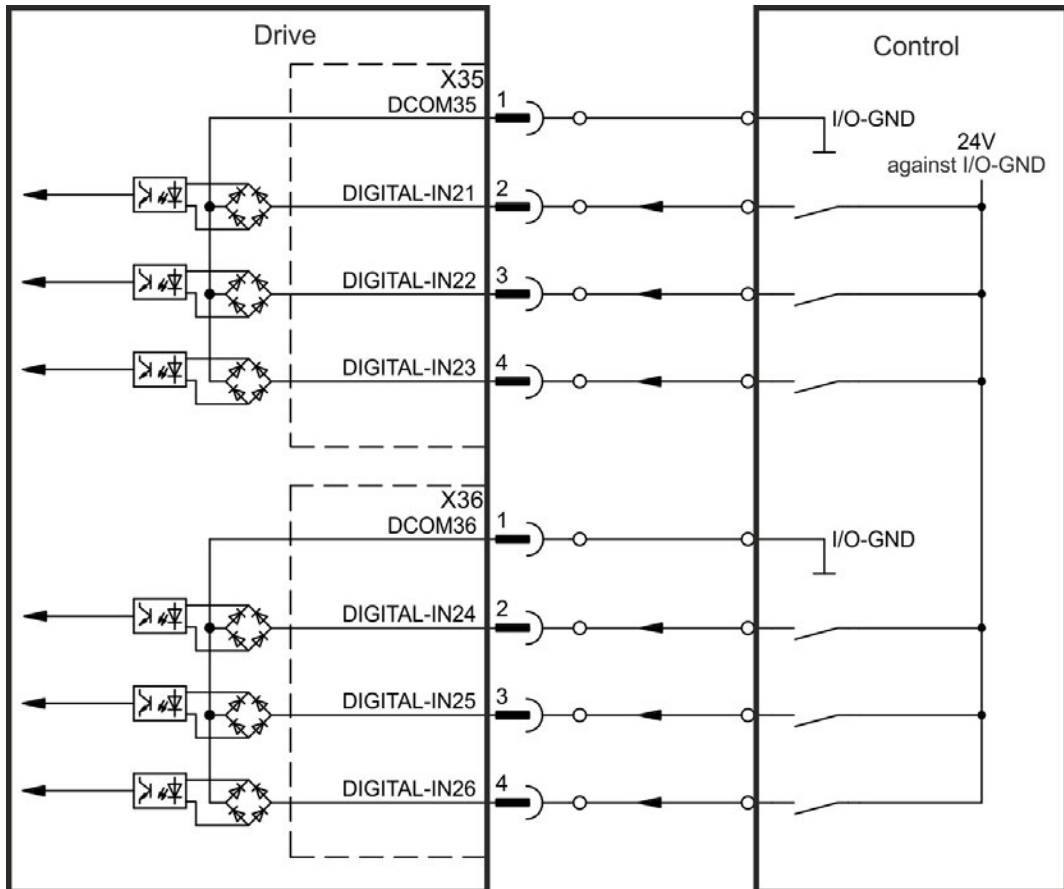 Drive
Control
X35
DCOM35
1
I/O-GND
24V
against I/O-GND
DIGITAL-IN21
2
DIGITAL-IN22
3
DIGITAL-IN23
4
X36
DCOM36
1
I/O-GND
DIGITAL-IN24
2
DIGITAL-IN25
3
DIGITAL-IN26
4